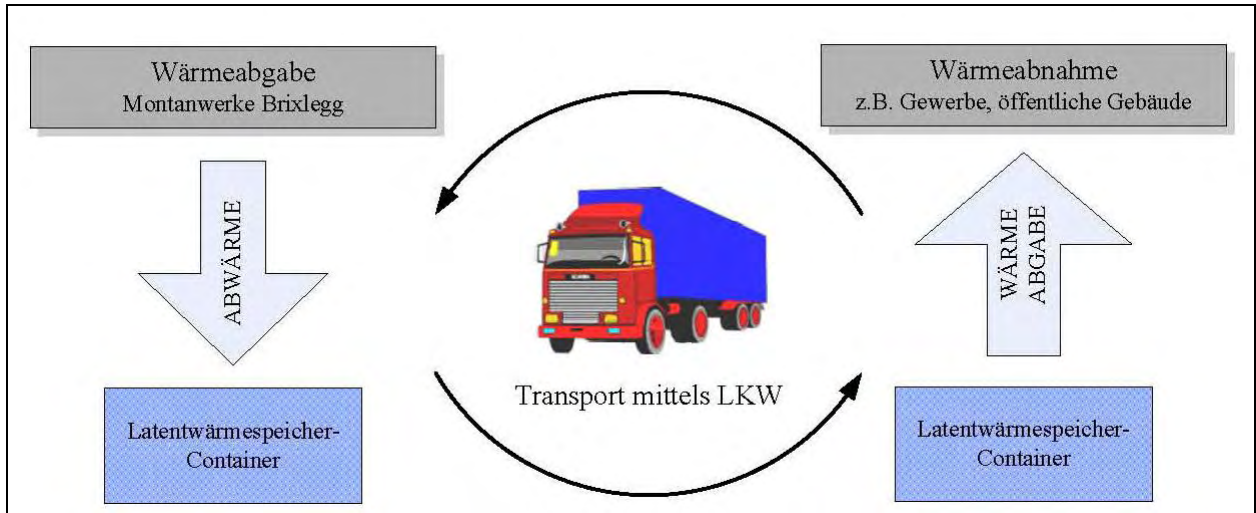 Wärmeabgabe
Montanwerke Brixlegg
ABWÄRME
Latentwärmespeicher-
Container
Transport mittels LKW
Wärmeabnahme
z.B. Gewerbe, öffentliche Gebäude
WÄRME
ABGABE
Latentwärmespeicher-
Container